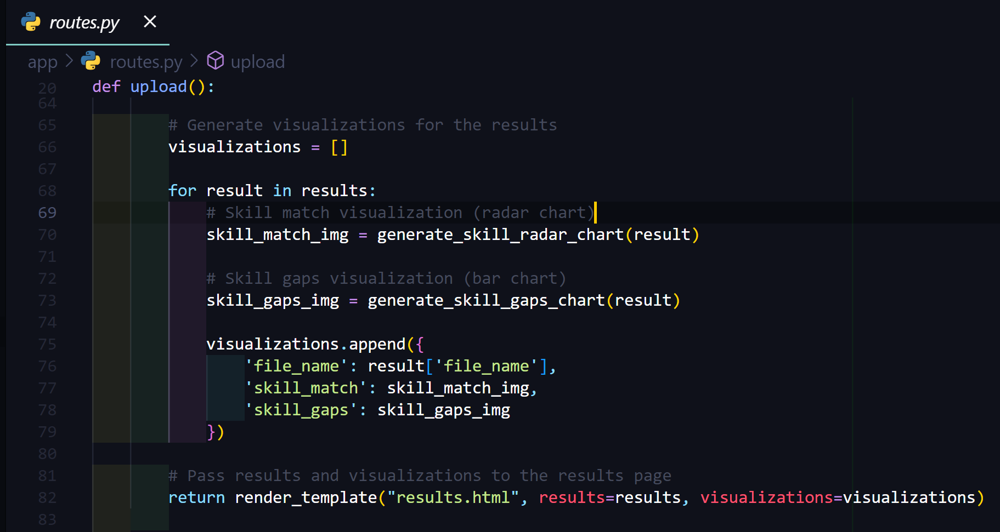 routes.py ×
app > routes.py > upload
20 def upload():
64
65 # Generate visualizations for the results
66 visualizations = []
67
68 for result in results:
69 # Skill match visualization (radar chart)
70 skill_match_img = generate_skill_radar_chart(result)
71
72 # Skill gaps visualization (bar chart)
73 skill_gaps_img = generate_skill_gaps_chart(result)
74
75 visualizations.append({
76 'file_name': result['file_name'],
77 'skill_match': skill_match_img,
78 'skill_gaps': skill_gaps_img
79 })
80
81 # Pass results and visualizations to the results page
82 return render_template("results.html", results=results, visualizations=visualizations)
83